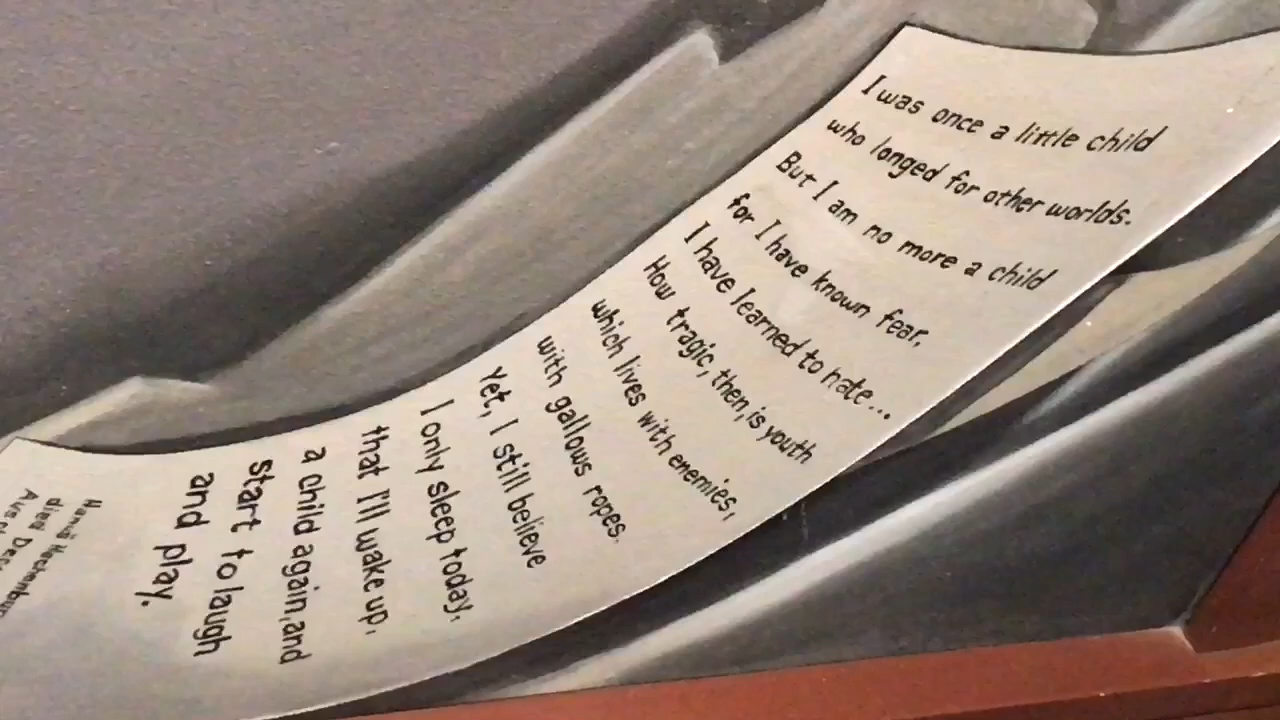 I was once a little child
who longed for other worlds.
But I am no more a child
for I have known fear,
I have learned to hate...
How tragic, then, is youth
which lives with enemies,
with gallows ropes.
Yet, I still believe
I only sleep today,
that I'll wake up,
a child again, and
start to laugh
and play.
died Dec